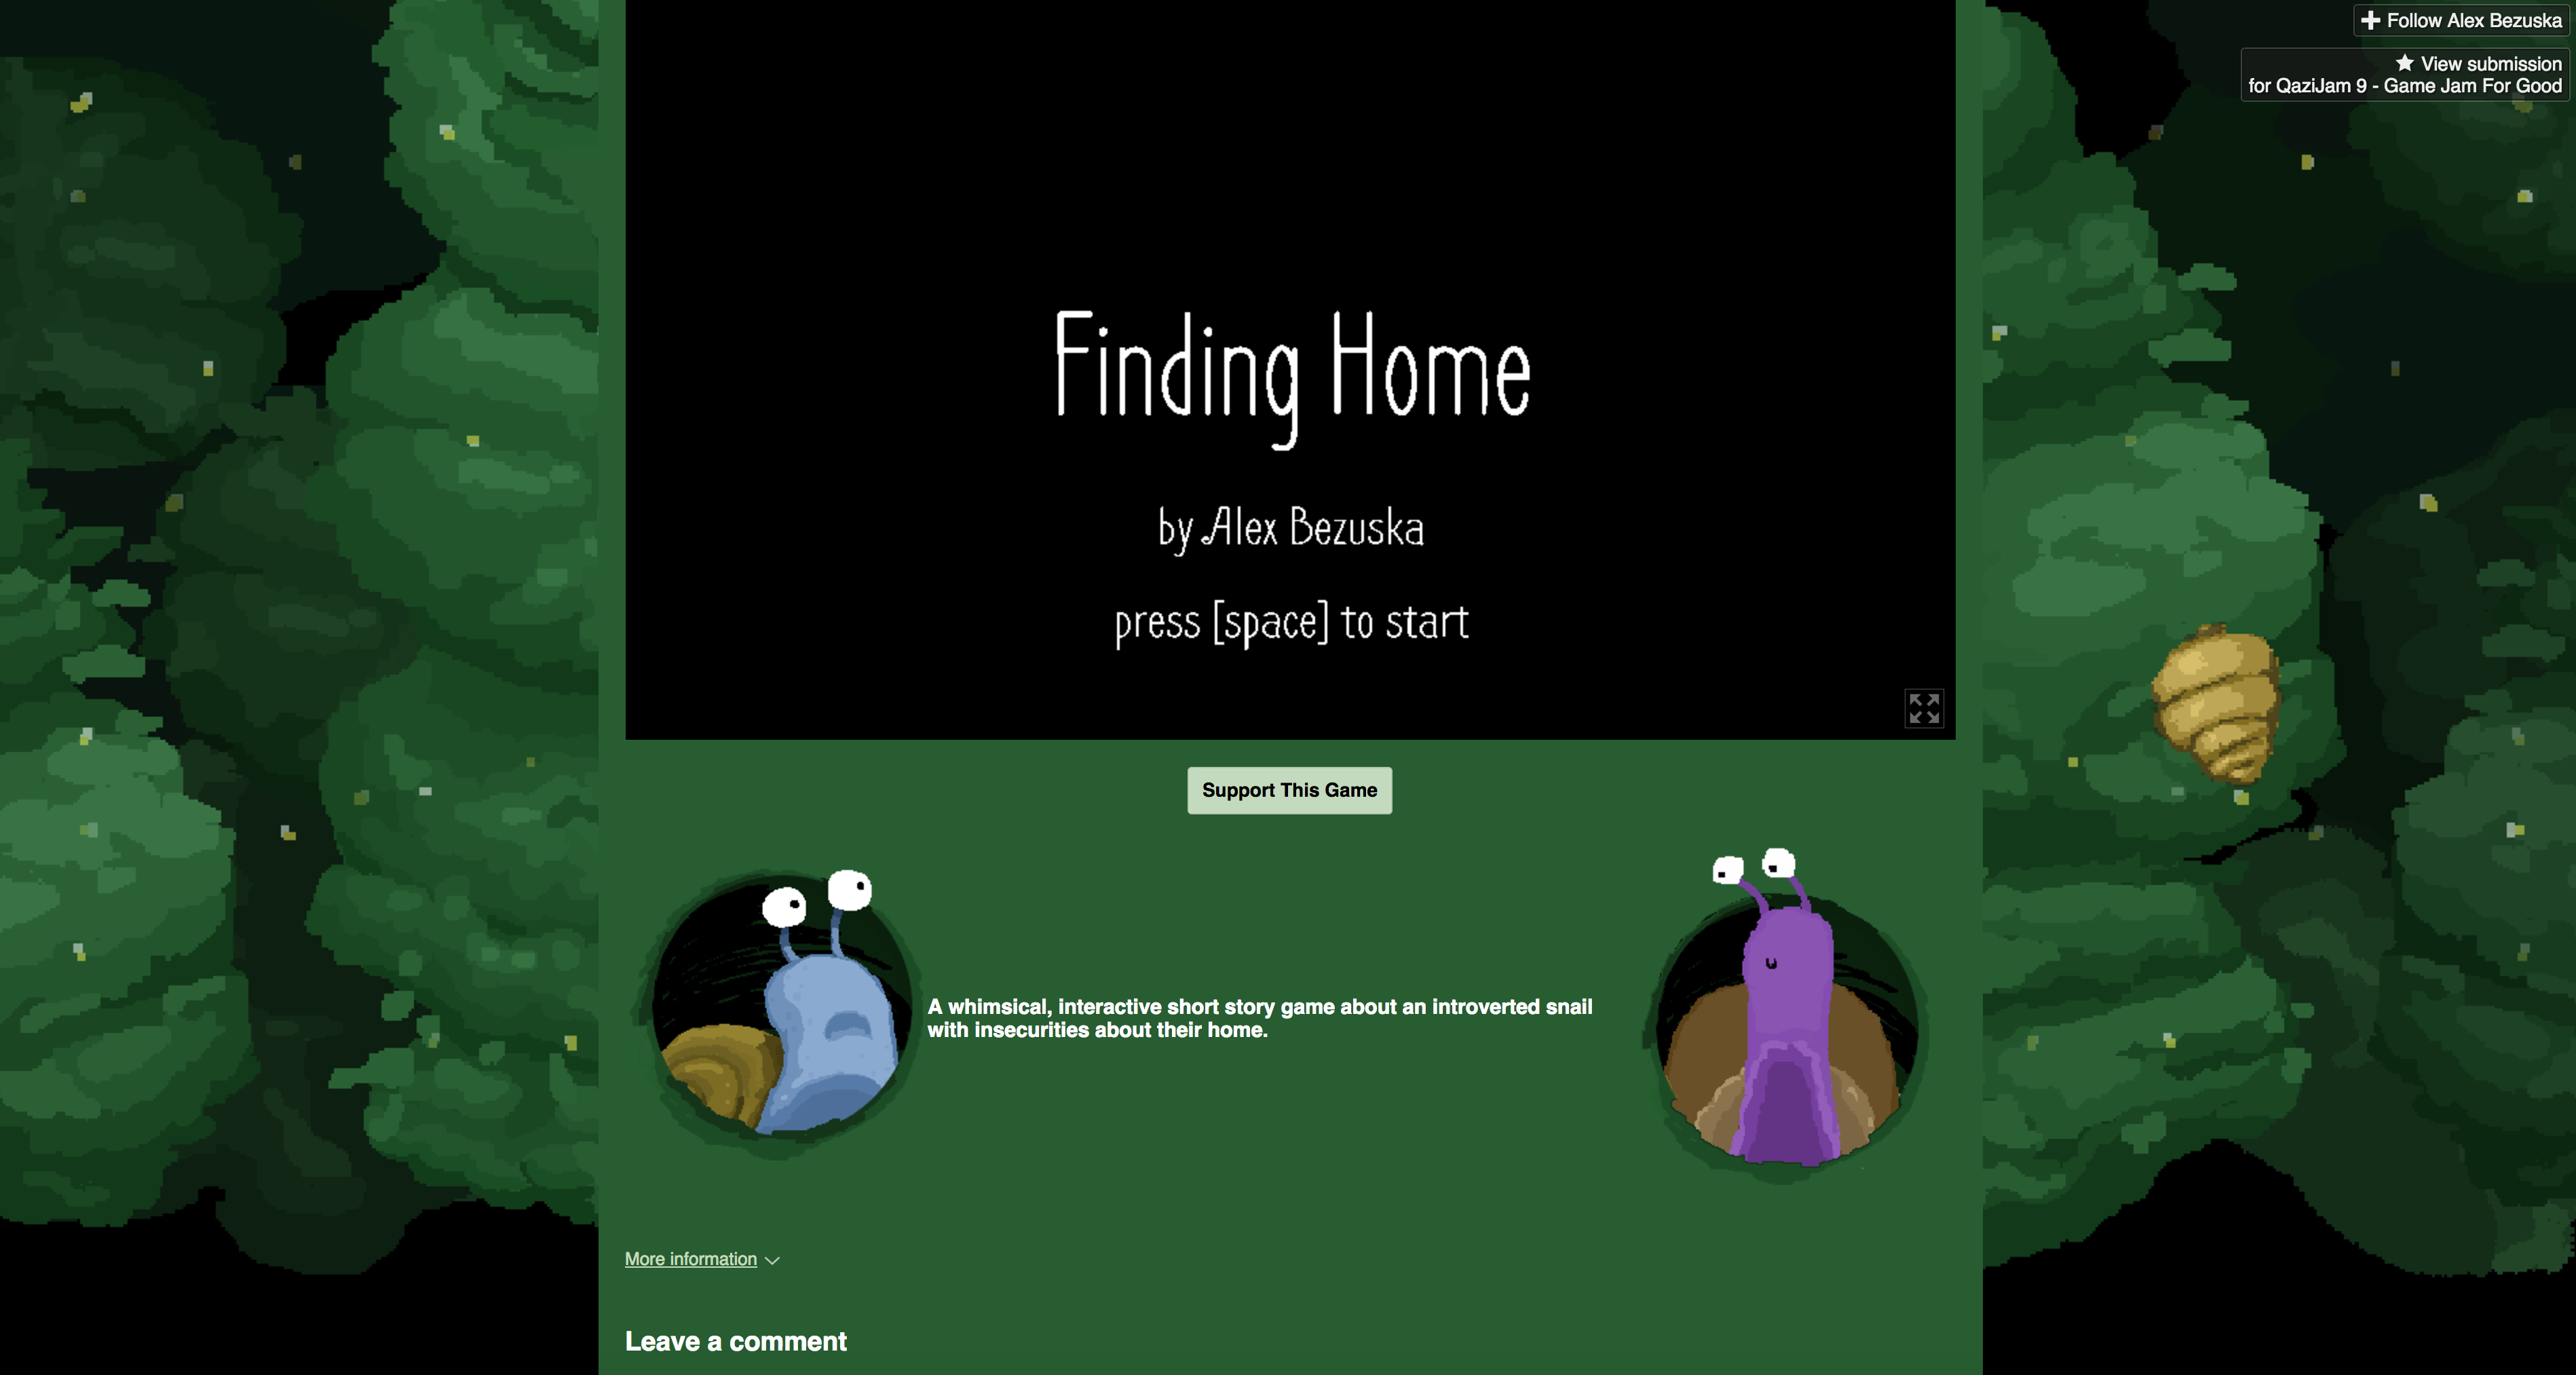 Follow Alex Bezuska
View submission
for QaziJam 9 - Game Jam For Good
Finding Home
by Alex Bezuska
press [space] to start
Support This Game
A whimsical, interactive short story game about an introverted snail
with insecurities about their home.
More information
Leave a comment